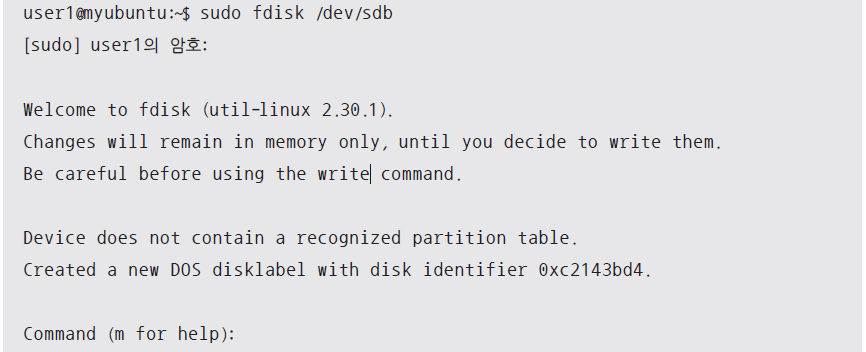 user1@myubuntu:~$ sudo fdisk /dev/sdb
[sudo] user1의 암호:
Welcome to fdisk (util-linux 2.30.1).
Changes will remain in memory only, until you decide to write them.
Be careful before using the write command.
Device does not contain a recognized partition table.
Created a new DOS disklabel with disk identifier 0xc2143bd4.
Command (m for help):